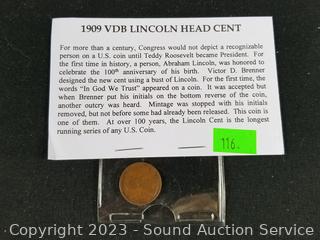 1909 VDB LINCOLN HEAD CENT
For more than a century, Congress would not depict a recognizable
person on a U.S. coin until Teddy Roosevelt became President. For
the first time in history, a person, Abraham Lincoln, was honored to
celebrate the 100th anniversary of his birth. Victor D. Brenner
designed the new cent using a bust of Lincoln. For the first time, the
words "In God We Trust" appeared on a coin. It was accepted but
when Brenner put his initials on the bottom reverse of the coin,
another outcry was heard. Mintage was stopped with his initials
removed, but not before some had already been released. This coin is
one of them. At over 100 years, the Lincoln Cent is the longest
running series of any U.S. Coin.
116.
Copyright 2023 - Sound Auction Service